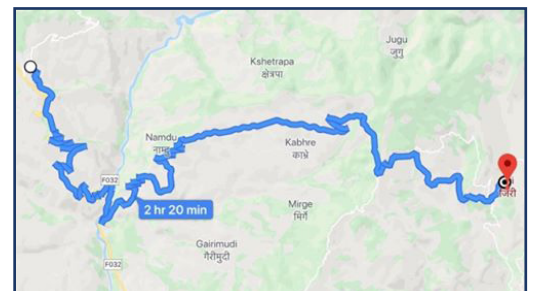 Jugu
जुगु
Kshetrapa
क्षेत्रपा
Namdu
नाम्दु
Kabhre
काभ्रे
F032
2 hr 20 min
Mirge
मिर्गे
Gairimudi
गैरीमुदी
F032